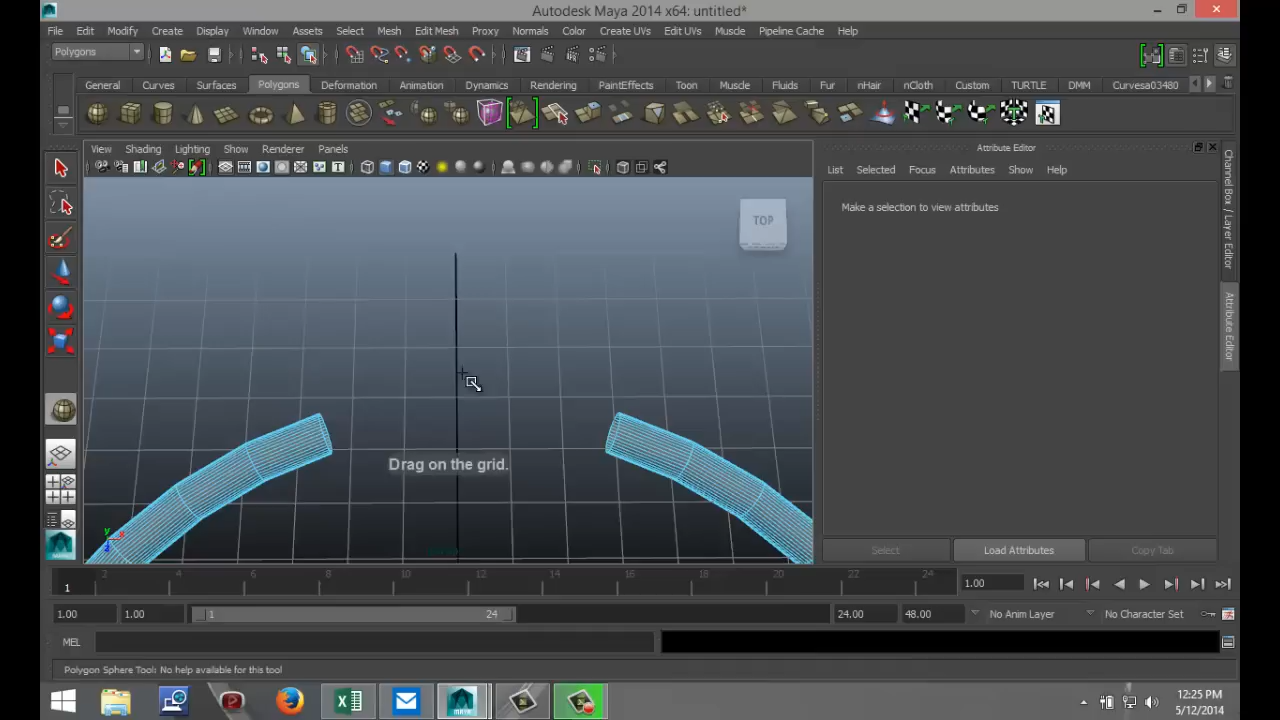 Autodesk Maya 2014 x64: untitled*
File Edit Modify Create Display Window Assets Select Mesh Edit Mesh Proxy Normals Color Create UVs Edit UVs Muscle Pipeline Cache Help
Polygons
General Curves Surfaces Polygons Deformation Animation Dynamics Rendering PaintEffects Toon Muscle Fluids Fur nHair nCloth Custom TURTLE DMM Curvesa03480
View Shading Lighting Show Renderer Panels
Attribute Editor
List Selected Focus Attributes Show Help
Make a selection to view attributes
TOP
Channel Box / Layer Editor
Attribute Editor
Drag on the grid.
y x z
Select Load Attributes Copy Tab
1 2 4 6 8 10 12 14 16 18 20 22 24 1.00
1.00 1.00 1 24 24.00 48.00 No Anim Layer No Character Set
MEL
Polygon Sphere Tool: No help available for this tool
12:25 PM
5/12/2014